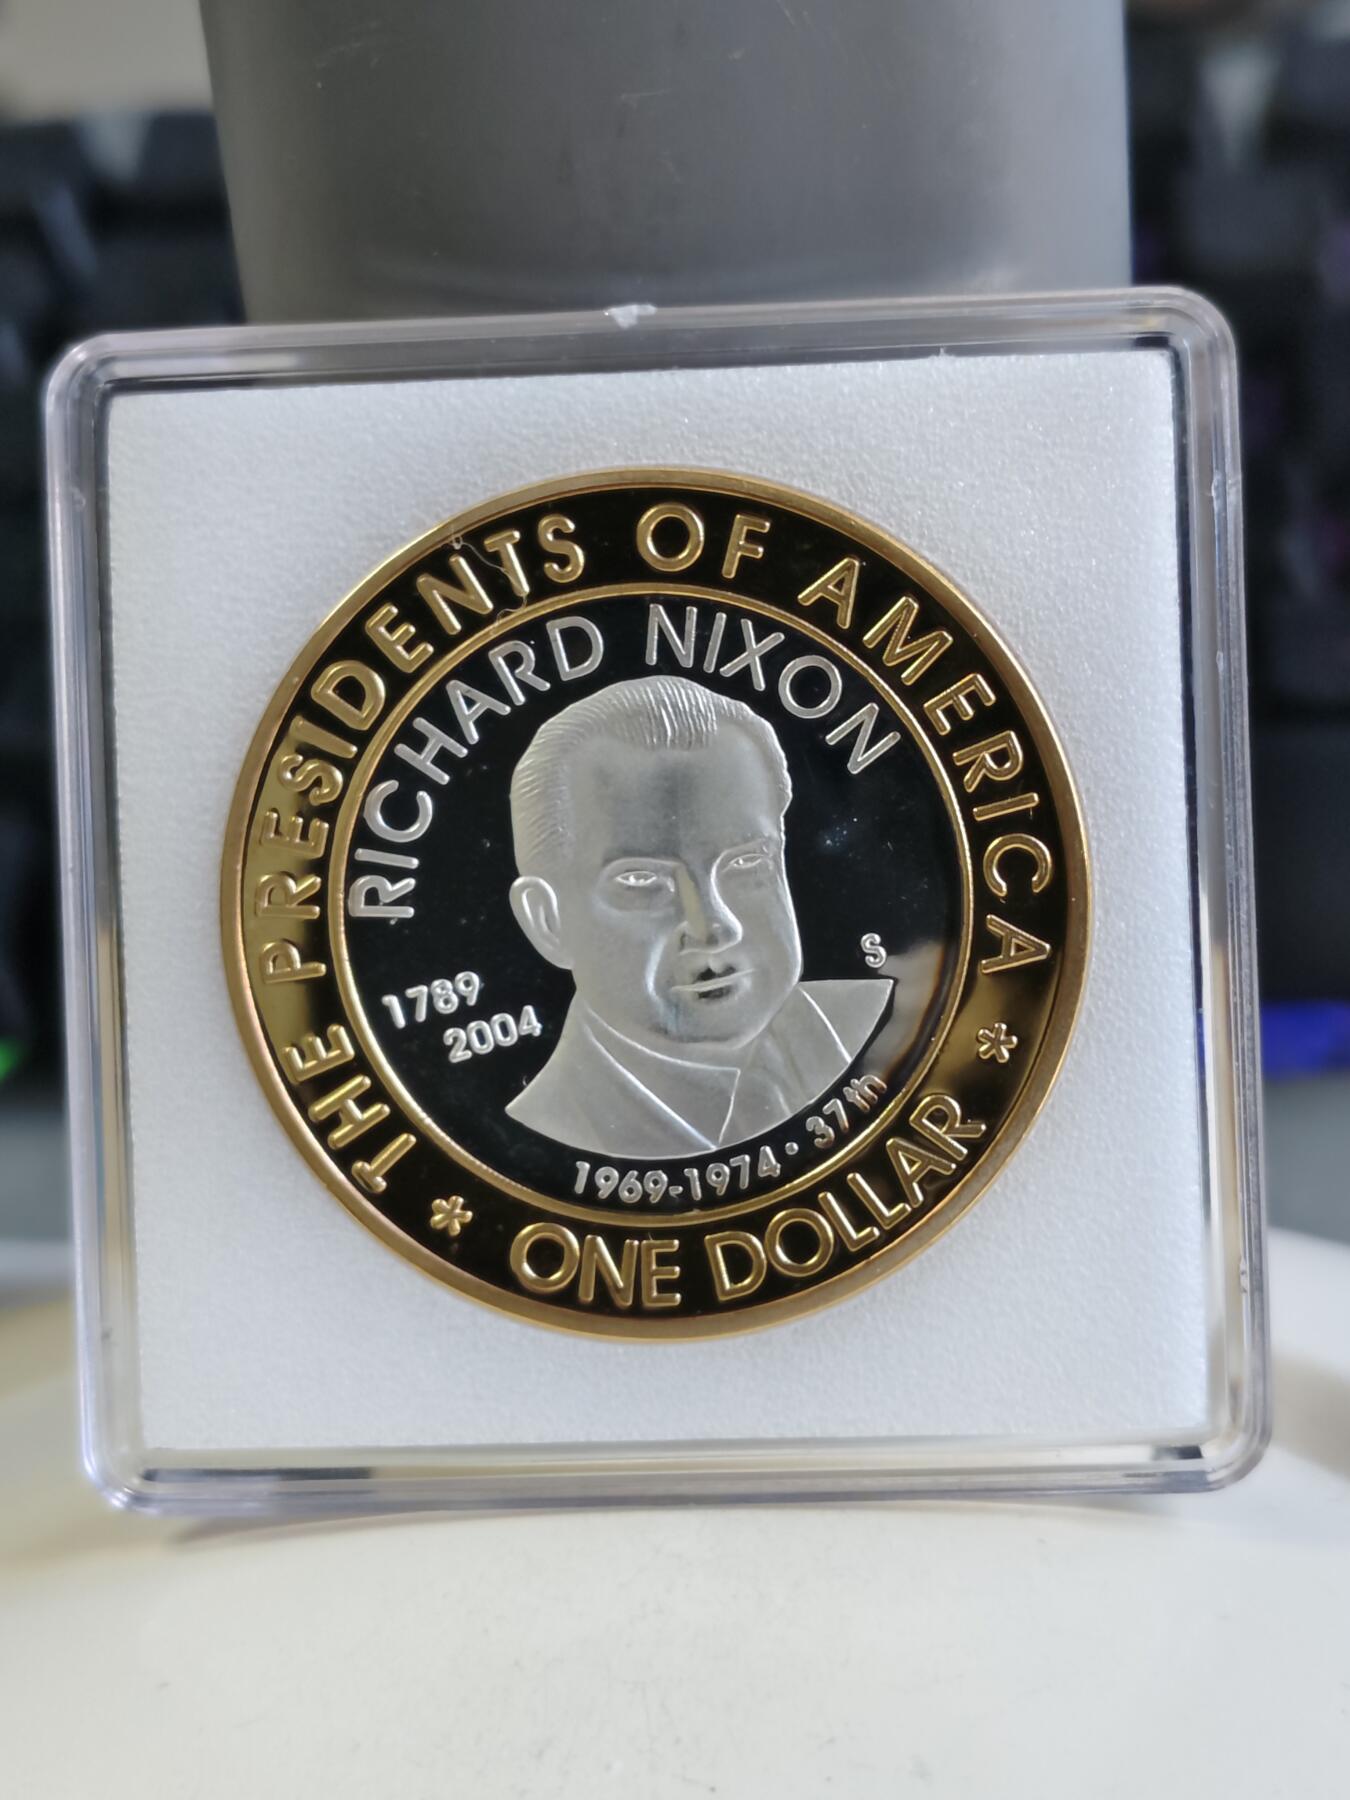 * THE PRESIDENTS OF AMERICA *
ONE DOLLAR
RICHARD NIXON
1789
2004
S
1969-1974 · 37th